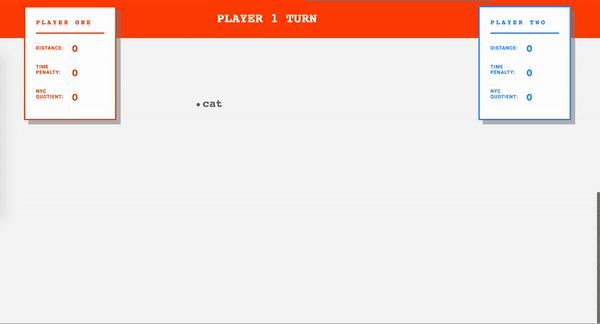 PLAYER 1 TURN
PLAYER ONE
DISTANCE: 0
TIME
PENALTY: 0
NYC
QUOTIENT: 0
•cat
PLAYER TWO
DISTANCE: 0
TIME
PENALTY: 0
NYC
QUOTIENT: 0